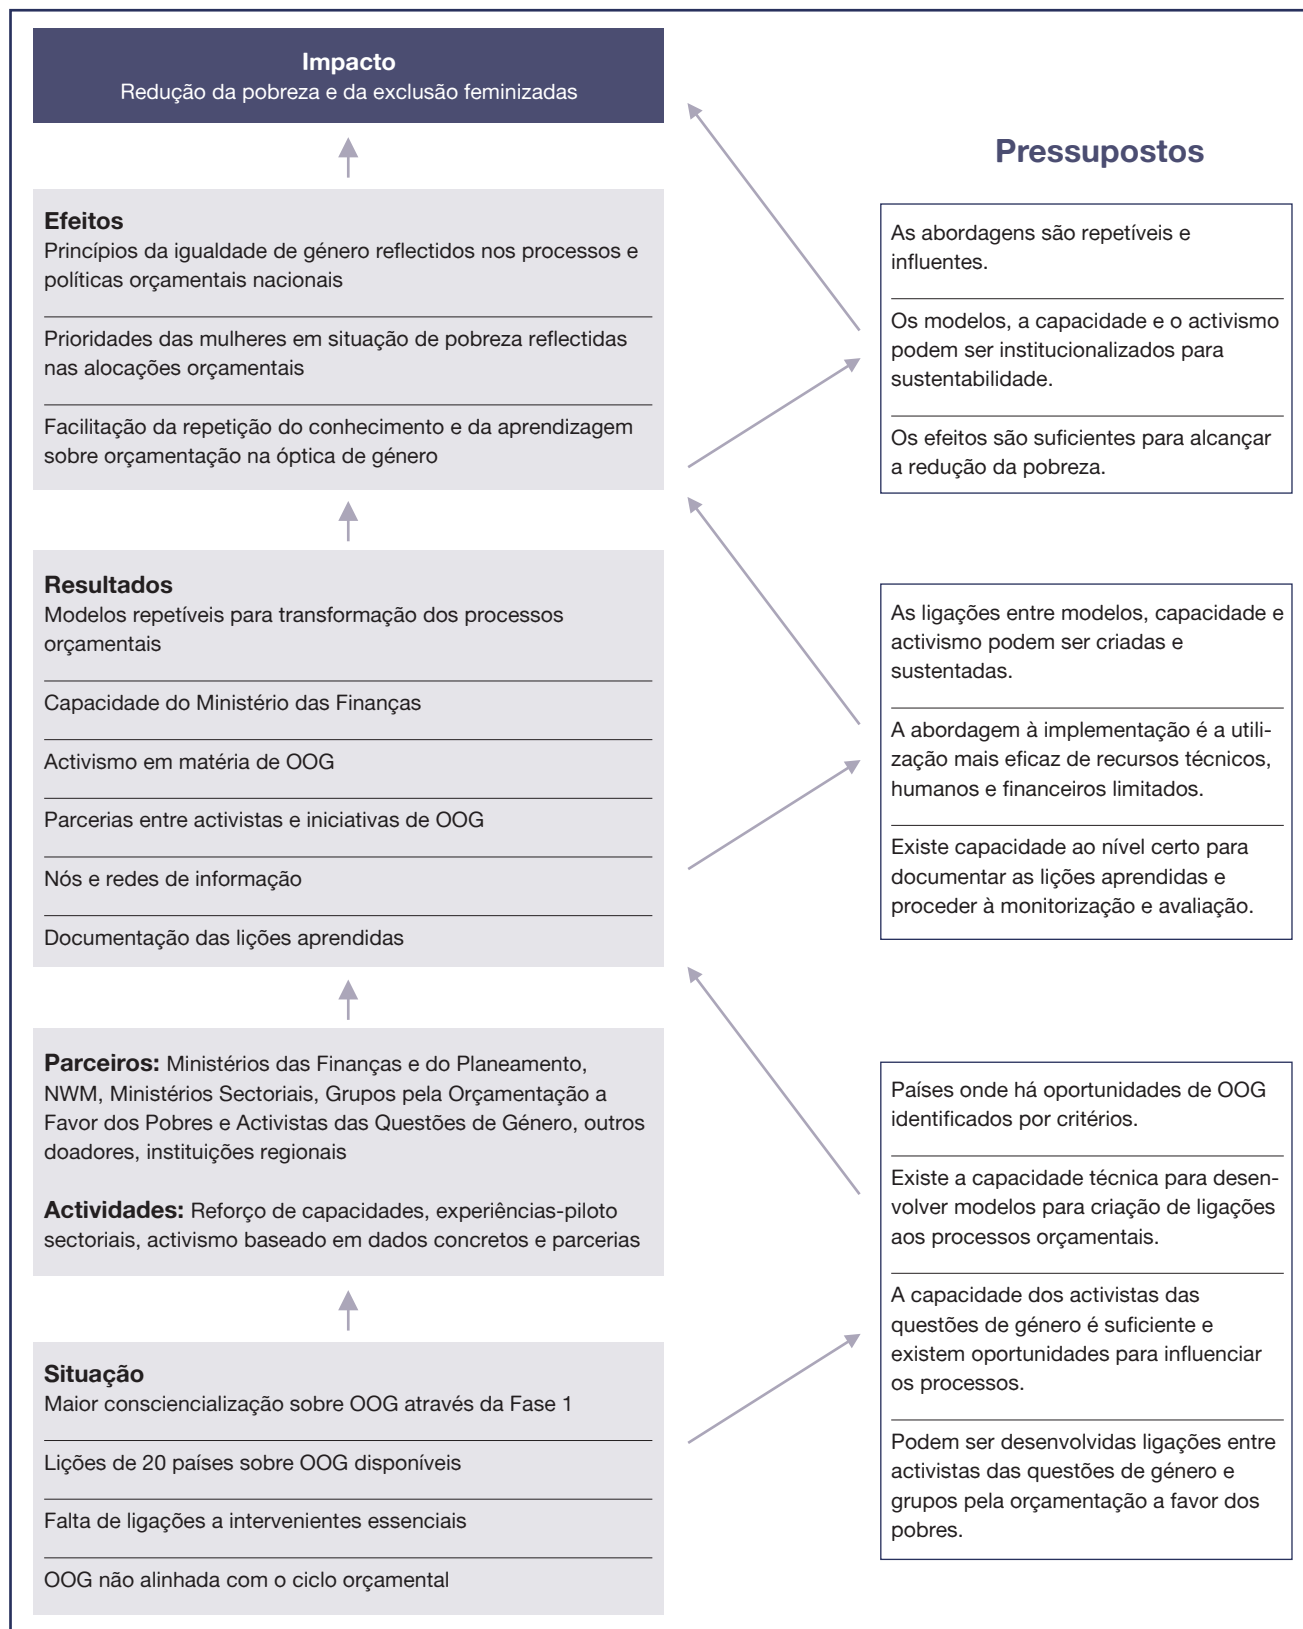 Impacto
Redução da pobreza e da exclusão feminizadas
Efeitos
Princípios da igualdade de género reflectidos nos processos e
políticas orçamentais nacionais
Prioridades das mulheres em situação de pobreza reflectidas
nas alocações orçamentais
Facilitação da repetição do conhecimento e da aprendizagem
sobre orçamentação na óptica de género
Resultados
Modelos repetíveis para transformação dos processos
orçamentais
Capacidade do Ministério das Finanças
Activismo em matéria de OOG
Parcerias entre activistas e iniciativas de OOG
Nós e redes de informação
Documentação das lições aprendidas
Parceiros: Ministérios das Finanças e do Planeamento,
NWM, Ministérios Sectoriais, Grupos pela Orçamentação a
Favor dos Pobres e Activistas das Questões de Género, outros
doadores, instituições regionais
Actividades: Reforço de capacidades, experiências-piloto
sectoriais, activismo baseado em dados concretos e parcerias
Situação
Maior consciencialização sobre OOG através da Fase 1
Lições de 20 países sobre OOG disponíveis
Falta de ligações a intervenientes essenciais
OOG não alinhada com o ciclo orçamental
Pressupostos
As abordagens são repetíveis e
influentes.
Os modelos, a capacidade e o activismo
podem ser institucionalizados para
sustentabilidade.
Os efeitos são suficientes para alcançar
a redução da pobreza.
As ligações entre modelos, capacidade e
activismo podem ser criadas e
sustentadas.
A abordagem à implementação é a utili-
zação mais eficaz de recursos técnicos,
humanos e financeiros limitados.
Existe capacidade ao nível certo para
documentar as lições aprendidas e
proceder à monitorização e avaliação.
Países onde há oportunidades de OOG
identificados por critérios.
Existe a capacidade técnica para desen-
volver modelos para criação de ligações
aos processos orçamentais.
A capacidade dos activistas das
questões de género é suficiente e
existem oportunidades para influenciar
os processos.
Podem ser desenvolvidas ligações entre
activistas das questões de género e
grupos pela orçamentação a favor dos
pobres.